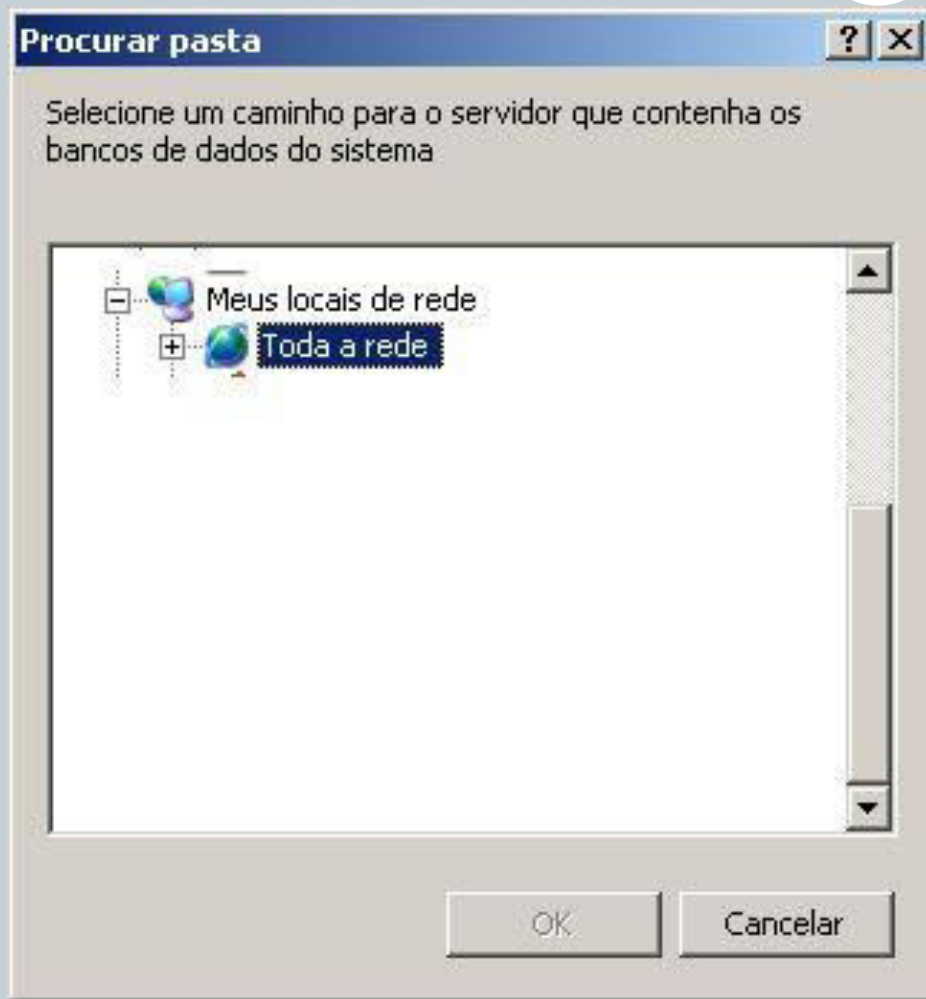 Procurar pasta
Selecione um caminho para o servidor que contenha os
bancos de dados do sistema
Meus locais de rede
Toda a rede
OK
Cancelar